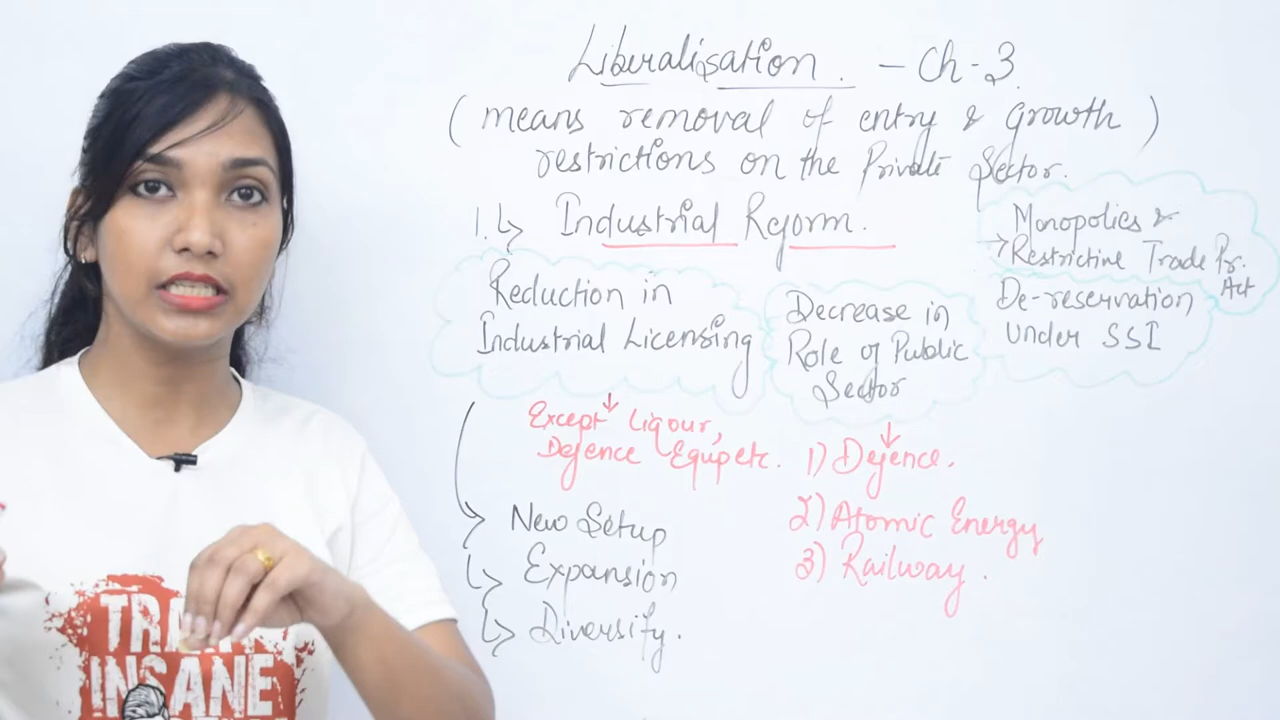 Liberalisation. - Ch-3
(means removal of entry & growth)
restrictions on the Private Sector.
1. ↳ Industrial Reform.
Reduction in
Industrial Licensing
Except Liqour,
Defence Equip etc.
→ New Setup
↳ Expansion
↳ Diversify.
Decrease in
Role of Public
Sector
1) Defence.
2) Atomic Energy
3) Railway.
Monopolies &
→ Restrictive Trade Pr.
Act
De-reservation
under SSI
INSANE